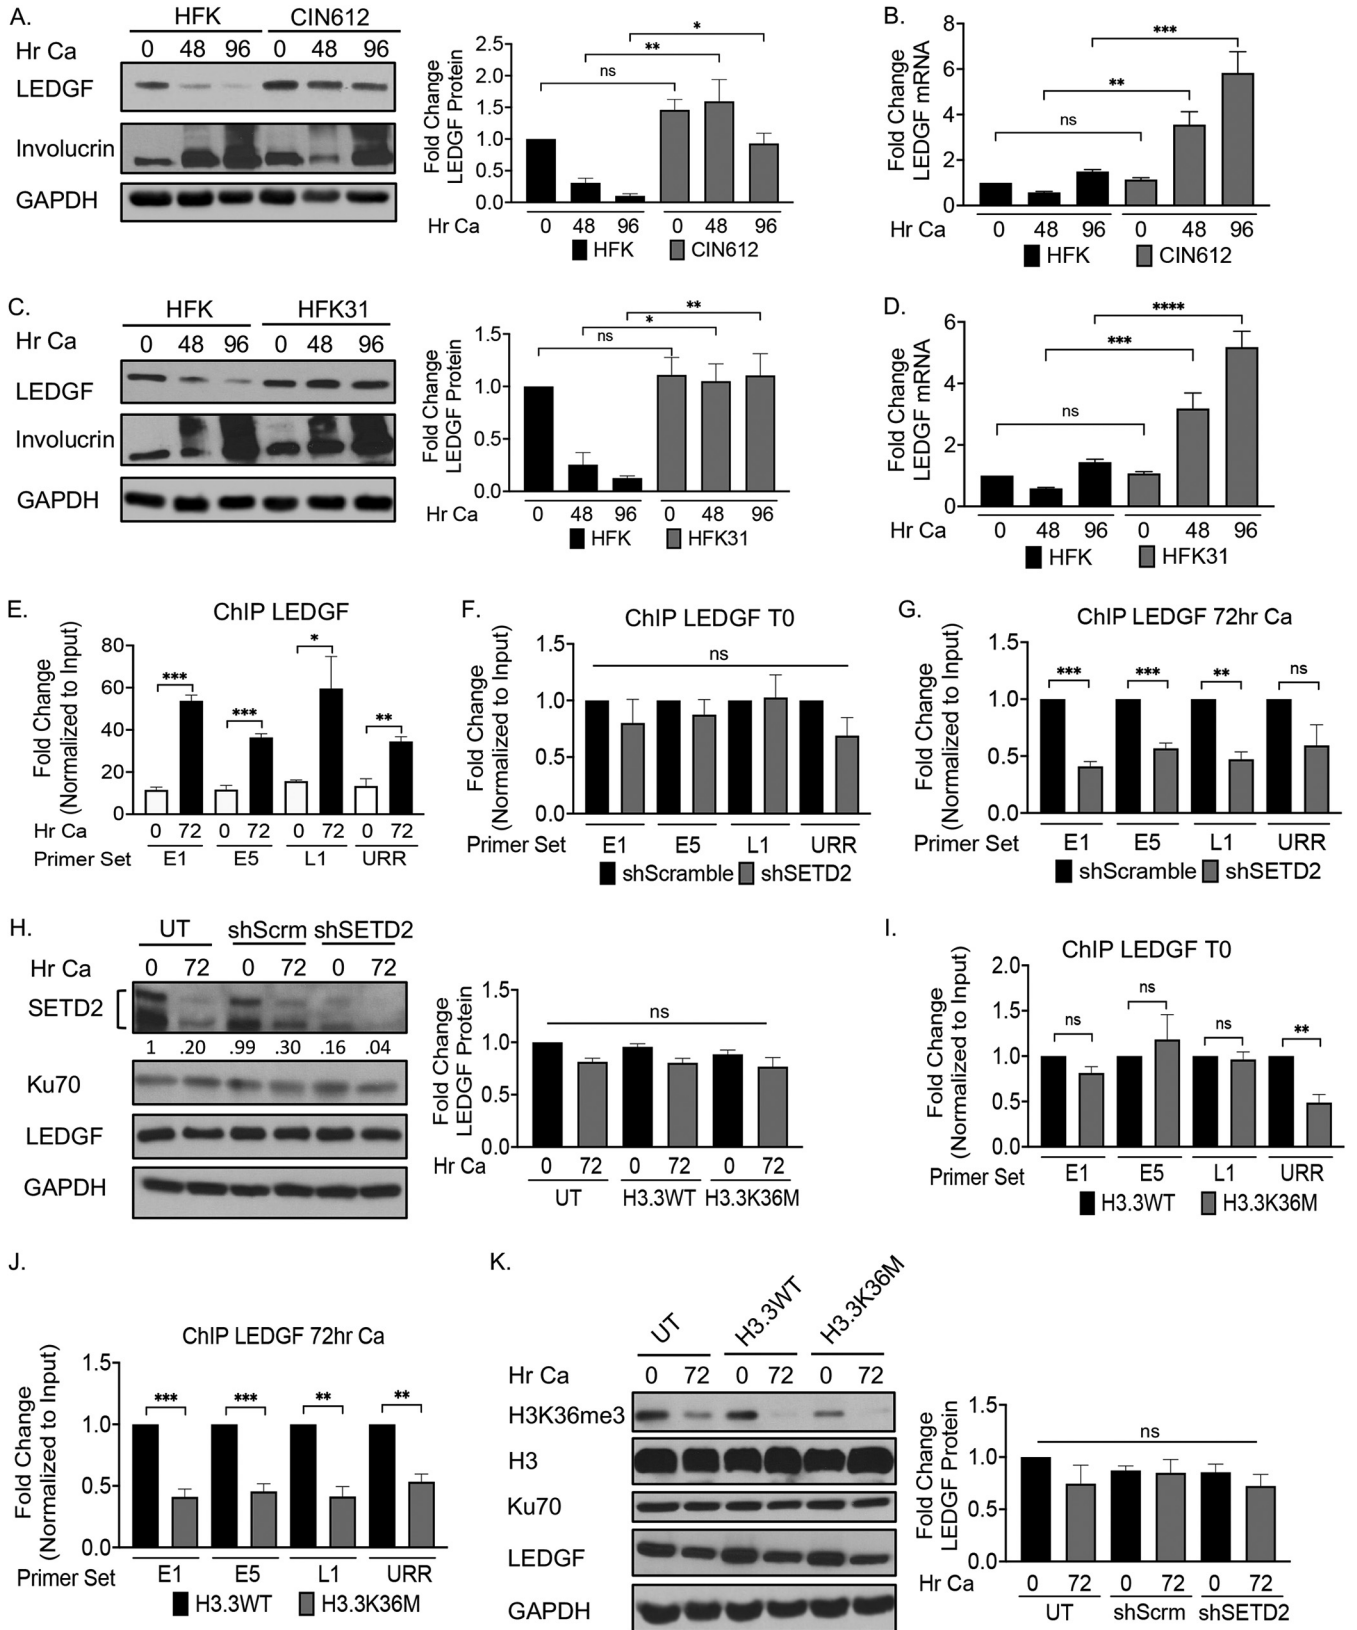 A.
HFK CIN612
Hr Ca 0 48 96 0 48 96
LEDGF
Involucrin
GAPDH
Fold Change
LEDGF Protein
2.5
2.0
1.5
1.0
0.5
0.0
ns ** *
Hr Ca 0 48 96 0 48 96
HFK CIN612
B.
Fold Change
LEDGF mRNA
8
6
4
2
0
ns ** ***
Hr Ca 0 48 96 0 48 96
HFK CIN612
C.
HFK HFK31
Hr Ca 0 48 96 0 48 96
LEDGF
Involucrin
GAPDH
Fold Change
LEDGF Protein
1.5
1.0
0.5
0.0
ns * **
Hr Ca 0 48 96 0 48 96
HFK HFK31
D.
Fold Change
LEDGF mRNA
6
4
2
0
ns *** ****
Hr Ca 0 48 96 0 48 96
HFK HFK31
E.
ChIP LEDGF
Fold Change
(Normalized to Input)
80
60
40
20
0
*** *** * **
Hr Ca 0 72 0 72 0 72 0 72
Primer Set E1 E5 L1 URR
F.
ChIP LEDGF T0
Fold Change
(Normalized to Input)
1.5
1.0
0.5
0.0
ns
Primer Set E1 E5 L1 URR
shScramble shSETD2
G.
ChIP LEDGF 72hr Ca
Fold Change
(Normalized to Input)
1.5
1.0
0.5
0.0
*** *** ** ns
Primer Set E1 E5 L1 URR
shScramble shSETD2
H.
UT shScrm shSETD2
Hr Ca 0 72 0 72 0 72
SETD2
1 .20 .99 .30 .16 .04
Ku70
LEDGF
GAPDH
Fold Change
LEDGF Protein
1.5
1.0
0.5
0.0
ns
Hr Ca 0 72 0 72 0 72
UT H3.3WT H3.3K36M
I.
ChIP LEDGF T0
Fold Change
(Normalized to Input)
2.0
1.5
1.0
0.5
0.0
ns ns ns **
Primer Set E1 E5 L1 URR
H3.3WT H3.3K36M
J.
ChIP LEDGF 72hr Ca
Fold Change
(Normalized to Input)
1.5
1.0
0.5
0.0
*** *** ** **
Primer Set E1 E5 L1 URR
H3.3WT H3.3K36M
K.
UT H3.3WT H3.3K36M
Hr Ca 0 72 0 72 0 72
H3K36me3
H3
Ku70
LEDGF
GAPDH
Fold Change
LEDGF Protein
1.5
1.0
0.5
0.0
ns
Hr Ca 0 72 0 72 0 72
UT shScrm shSETD2